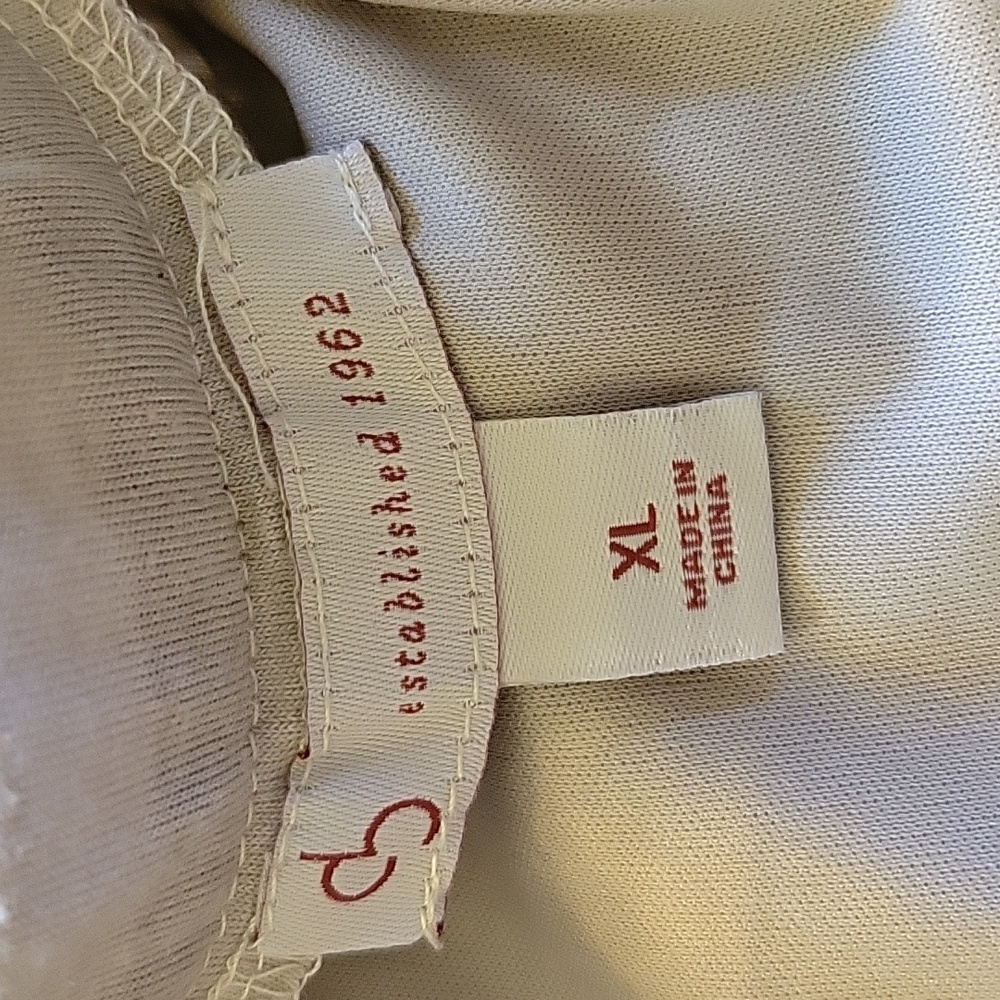 established 1962
XL
MADE IN
CHINA